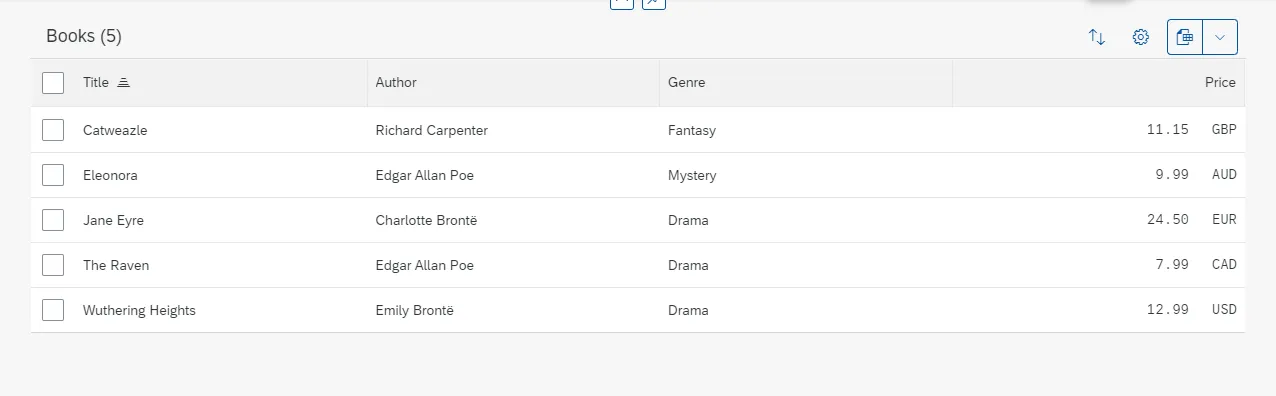 Books (5)
Title Author Genre Price
Catweazle Richard Carpenter Fantasy 11.15 GBP
Eleonora Edgar Allan Poe Mystery 9.99 AUD
Jane Eyre Charlotte Brontë Drama 24.50 EUR
The Raven Edgar Allan Poe Drama 7.99 CAD
Wuthering Heights Emily Brontë Drama 12.99 USD